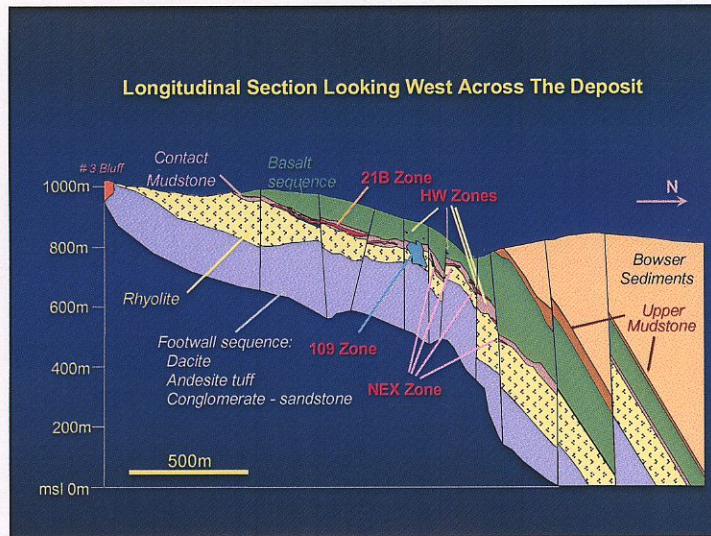 Longitudinal Section Looking West Across The Deposit
#3 Bluff
Contact
Mudstone
Basalt
sequence
21B Zone
HW Zones
N
1000m
800m
600m
400m
200m
msl 0m
Bowser
Sediments
Upper
Mudstone
Rhyolite
Footwall sequence:
Dacite
Andesite tuff
Conglomerate - sandstone
109 Zone
NEX Zone
500m